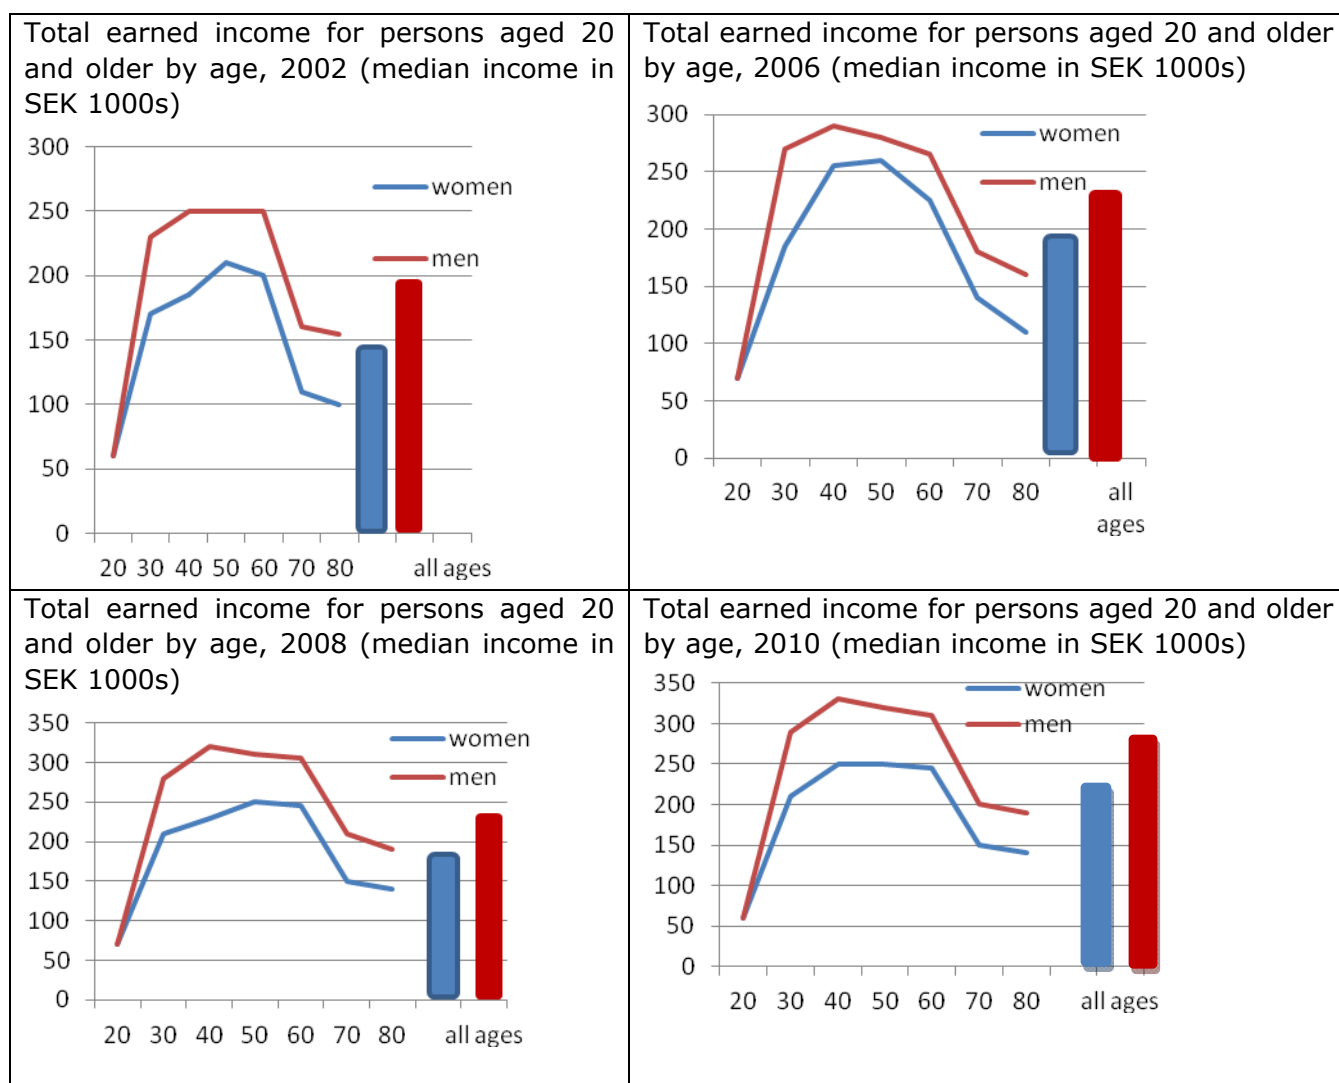 Total earned income for persons aged 20
and older by age, 2002 (median income in
SEK 1000s)
300
250
200
150
100
50
0
women
men
20 30 40 50 60 70 80 all ages
Total earned income for persons aged 20 and older
by age, 2006 (median income in SEK 1000s)
300
250
200
150
100
50
0
women
men
20 30 40 50 60 70 80 all
ages
Total earned income for persons aged 20
and older by age, 2008 (median income in
SEK 1000s)
350
300
250
200
150
100
50
0
women
men
20 30 40 50 60 70 80 all ages
Total earned income for persons aged 20 and older
by age, 2010 (median income in SEK 1000s)
350
300
250
200
150
100
50
0
women
men
20 30 40 50 60 70 80 all ages